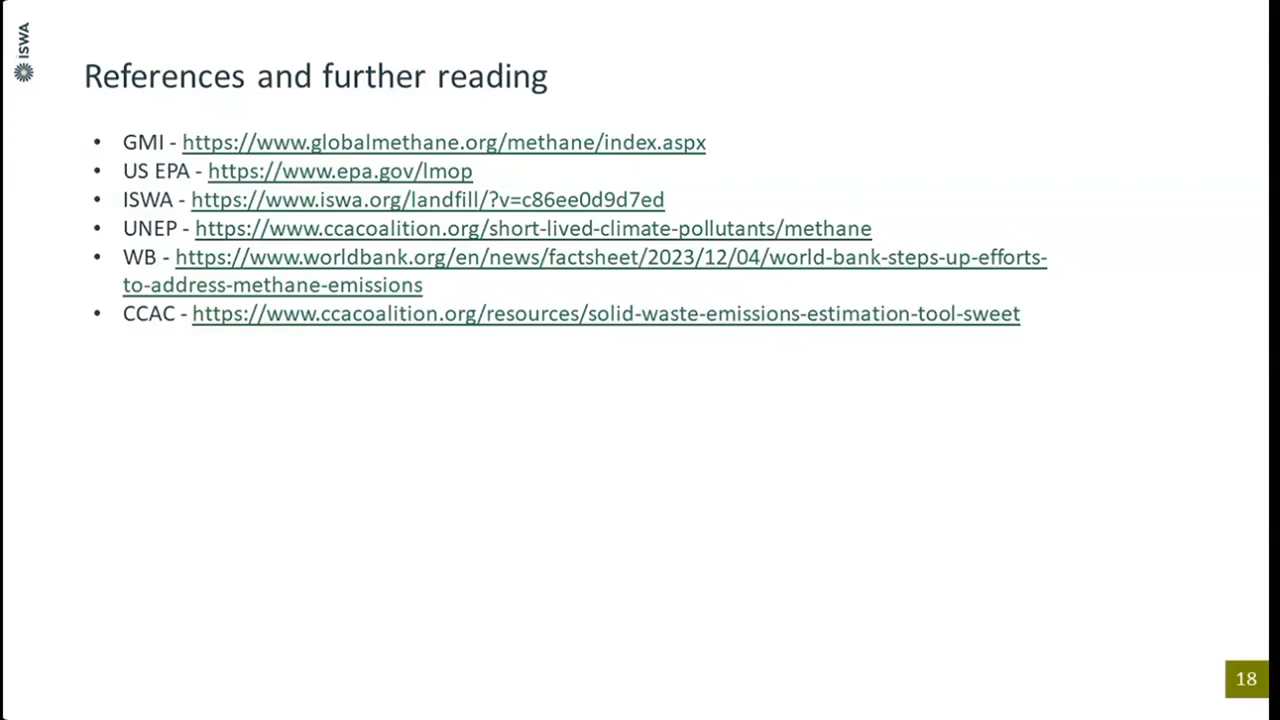 ISWA
References and further reading
• GMI - https://www.globalmethane.org/methane/index.aspx
• US EPA - https://www.epa.gov/lmop
• ISWA - https://www.iswa.org/landfill/?v=c86ee0d9d7ed
• UNEP - https://www.ccacoalition.org/short-lived-climate-pollutants/methane
• WB - https://www.worldbank.org/en/news/factsheet/2023/12/04/world-bank-steps-up-efforts-
to-address-methane-emissions
• CCAC - https://www.ccacoalition.org/resources/solid-waste-emissions-estimation-tool-sweet
18